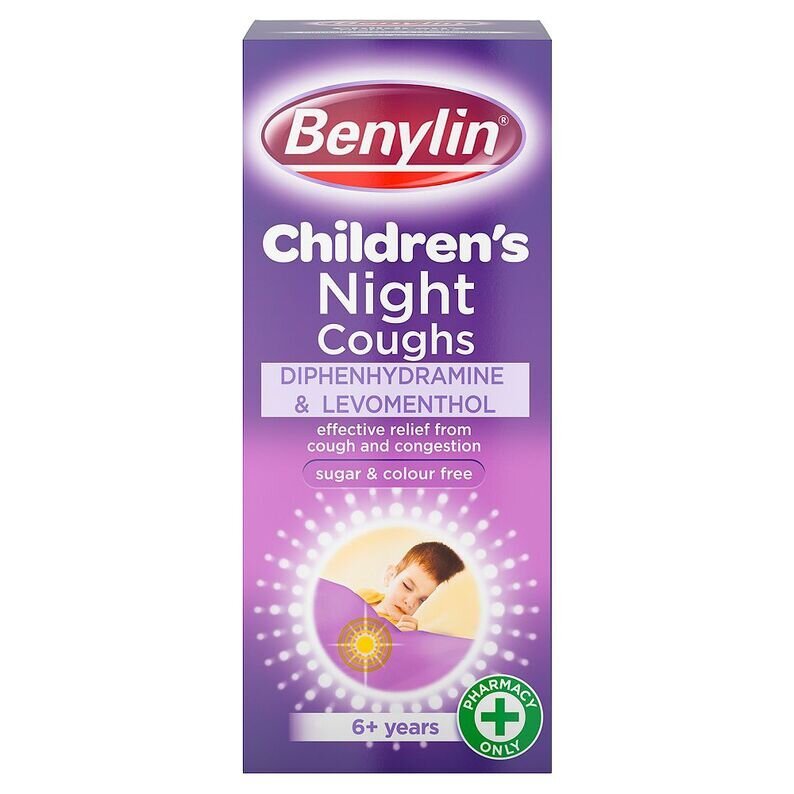 Benylin®
Children's
Night
Coughs
DIPHENHYDRAMINE
& LEVOMENTHOL
effective relief from
cough and congestion
sugar & colour free
6+ years
PHARMACY
ONLY